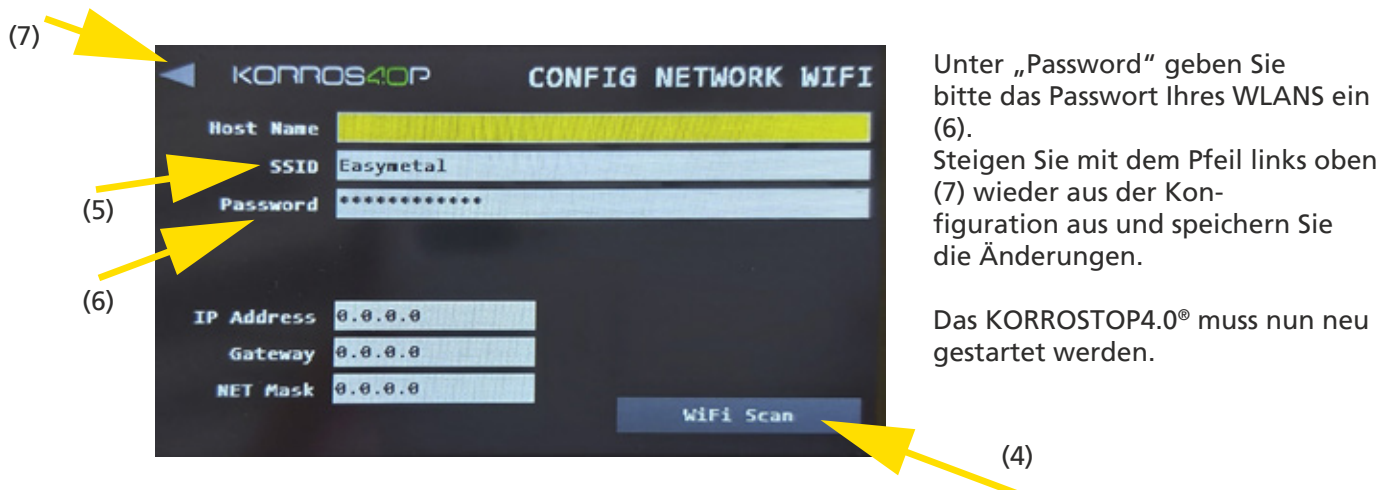 (7)
KORROS4.0P
CONFIG NETWORK WIFI
Host Name
SSID Easymetal
Password ************
(5)
(6)
IP Address 0.0.0.0
Gateway 0.0.0.0
NET Mask 0.0.0.0
WiFi Scan
(4)
Unter „Password“ geben Sie
bitte das Passwort Ihres WLANS ein
(6).
Steigen Sie mit dem Pfeil links oben
(7) wieder aus der Kon-
figuration aus und speichern Sie
die Änderungen.
Das KORROSTOP4.0® muss nun neu
gestartet werden.